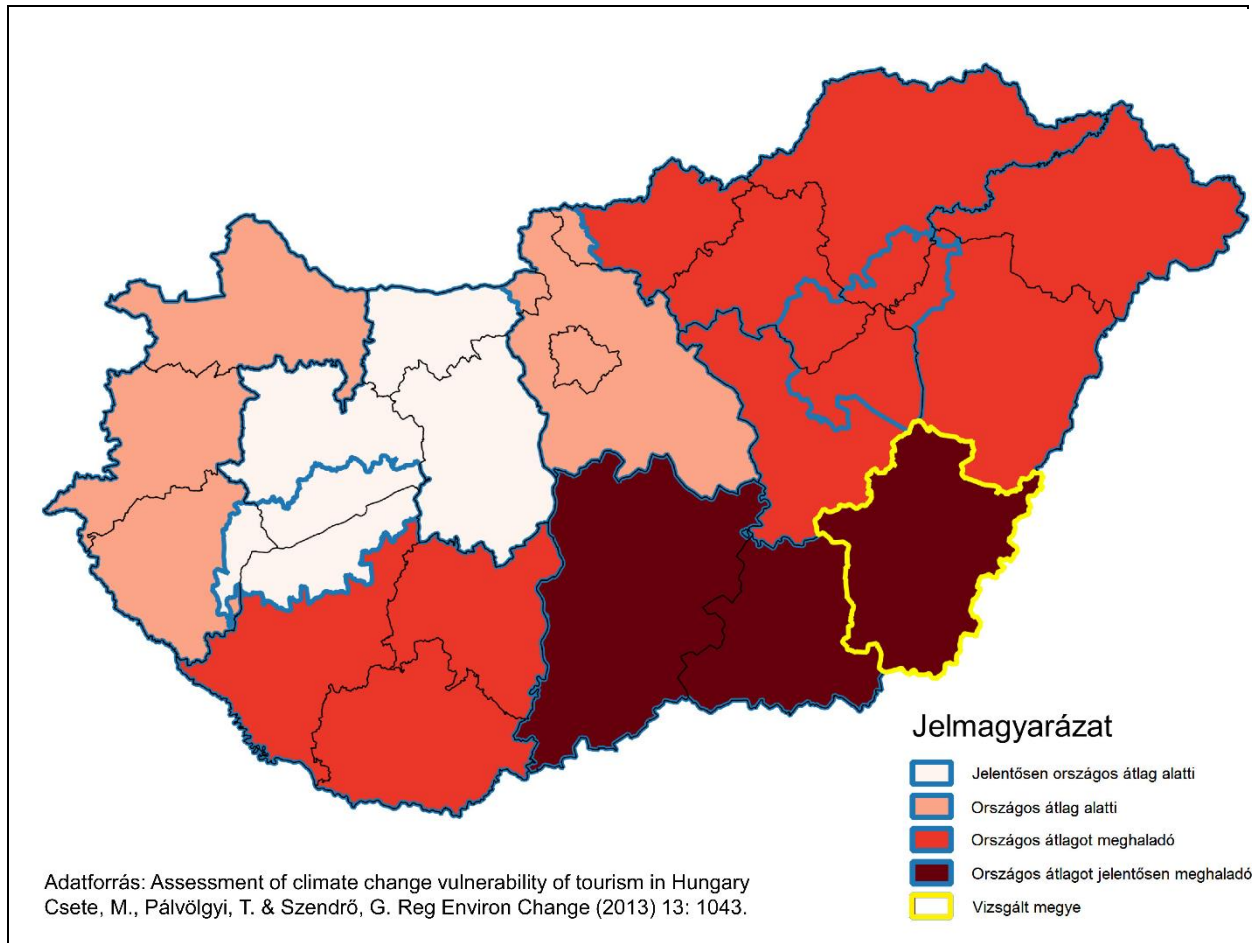 Jelmagyarázat
Jelentősen országos átlag alatti
Országos átlag alatti
Országos átlagot meghaladó
Országos átlagot jelentősen meghaladó
Vizsgált megye
Adatforrás: Assessment of climate change vulnerability of tourism in Hungary
Csete, M., Pálvölgyi, T. & Szendrő, G. Reg Environ Change (2013) 13: 1043.